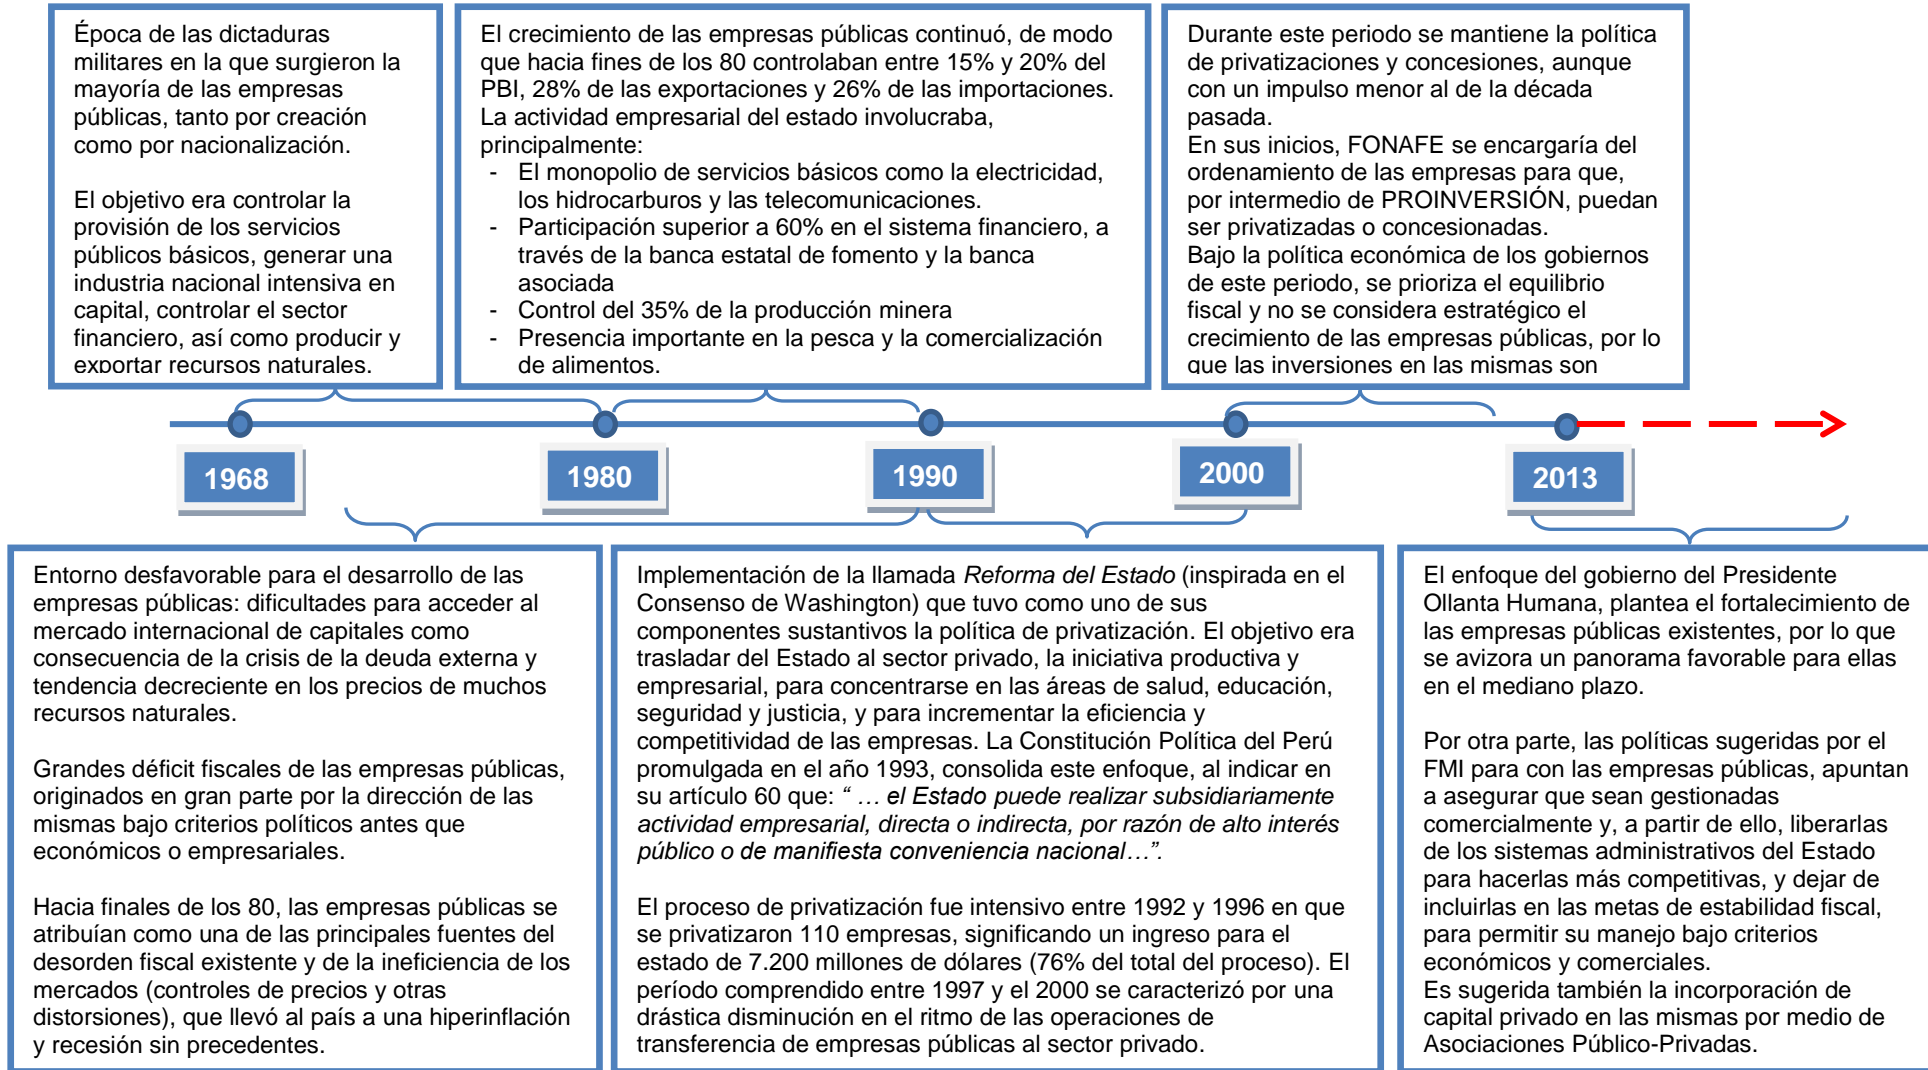 Época de las dictaduras
militares en la que surgieron la
mayoría de las empresas
públicas, tanto por creación
como por nacionalización.
El objetivo era controlar la
provisión de los servicios
públicos básicos, generar una
industria nacional intensiva en
capital, controlar el sector
financiero, así como producir y
exportar recursos naturales.
El crecimiento de las empresas públicas continuó, de modo
que hacia fines de los 80 controlaban entre 15% y 20% del
PBI, 28% de las exportaciones y 26% de las importaciones.
La actividad empresarial del estado involucraba,
principalmente:
- El monopolio de servicios básicos como la electricidad,
los hidrocarburos y las telecomunicaciones.
- Participación superior a 60% en el sistema financiero, a
través de la banca estatal de fomento y la banca
asociada
- Control del 35% de la producción minera
- Presencia importante en la pesca y la comercialización
de alimentos.
Durante este periodo se mantiene la política
de privatizaciones y concesiones, aunque
con un impulso menor al de la década
pasada.
En sus inicios, FONAFE se encargaría del
ordenamiento de las empresas para que,
por intermedio de PROINVERSIÓN, puedan
ser privatizadas o concesionadas.
Bajo la política económica de los gobiernos
de este periodo, se prioriza el equilibrio
fiscal y no se considera estratégico el
crecimiento de las empresas públicas, por lo
que las inversiones en las mismas son
1968
1980
1990
2000
2013
Entorno desfavorable para el desarrollo de las
empresas públicas: dificultades para acceder al
mercado internacional de capitales como
consecuencia de la crisis de la deuda externa y
tendencia decreciente en los precios de muchos
recursos naturales.
Grandes déficit fiscales de las empresas públicas,
originados en gran parte por la dirección de las
mismas bajo criterios políticos antes que
económicos o empresariales.
Hacia finales de los 80, las empresas públicas se
atribuían como una de las principales fuentes del
desorden fiscal existente y de la ineficiencia de los
mercados (controles de precios y otras
distorsiones), que llevó al país a una hiperinflación
y recesión sin precedentes.
Implementación de la llamada Reforma del Estado (inspirada en el
Consenso de Washington) que tuvo como uno de sus
componentes sustantivos la política de privatización. El objetivo era
trasladar del Estado al sector privado, la iniciativa productiva y
empresarial, para concentrarse en las áreas de salud, educación,
seguridad y justicia, y para incrementar la eficiencia y
competitividad de las empresas. La Constitución Política del Perú
promulgada en el año 1993, consolida este enfoque, al indicar en
su artículo 60 que: “ … el Estado puede realizar subsidiariamente
actividad empresarial, directa o indirecta, por razón de alto interés
público o de manifiesta conveniencia nacional…”.
El proceso de privatización fue intensivo entre 1992 y 1996 en que
se privatizaron 110 empresas, significando un ingreso para el
estado de 7.200 millones de dólares (76% del total del proceso). El
período comprendido entre 1997 y el 2000 se caracterizó por una
drástica disminución en el ritmo de las operaciones de
transferencia de empresas públicas al sector privado.
El enfoque del gobierno del Presidente
Ollanta Humana, plantea el fortalecimiento de
las empresas públicas existentes, por lo que
se avizora un panorama favorable para ellas
en el mediano plazo.
Por otra parte, las políticas sugeridas por el
FMI para con las empresas públicas, apuntan
a asegurar que sean gestionadas
comercialmente y, a partir de ello, liberarlas
de los sistemas administrativos del Estado
para hacerlas más competitivas, y dejar de
incluirlas en las metas de estabilidad fiscal,
para permitir su manejo bajo criterios
económicos y comerciales.
Es sugerida también la incorporación de
capital privado en las mismas por medio de
Asociaciones Público-Privadas.